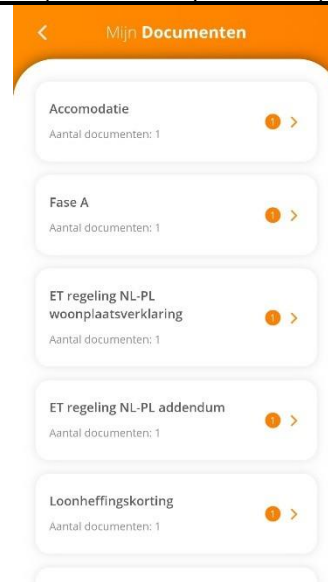 Mijn Documenten
Accomodatie
Aantal documenten: 1
1
Fase A
Aantal documenten: 1
1
ET regeling NL-PL
woonplaatsverklaring
Aantal documenten: 1
1
ET regeling NL-PL addendum
Aantal documenten: 1
1
Loonheffingskorting
Aantal documenten: 1
1